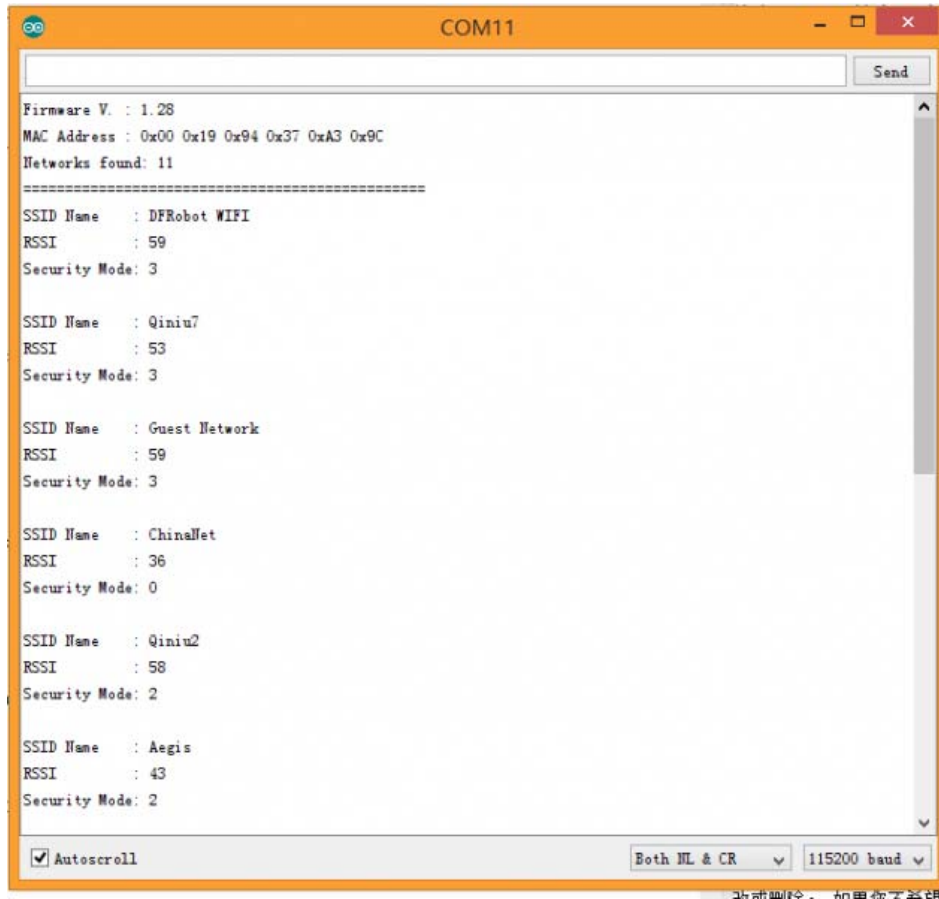 COM11
Send
Firmware V. : 1.28
MAC Address : 0x00 0x19 0x94 0x37 0xA3 0x9C
Networks found: 11
================================================
SSID Name : DFRobot WIFI
RSSI : 59
Security Mode: 3
SSID Name : Qiniu7
RSSI : 53
Security Mode: 3
SSID Name : Guest Network
RSSI : 59
Security Mode: 3
SSID Name : ChinaNet
RSSI : 36
Security Mode: 0
SSID Name : Qiniu2
RSSI : 58
Security Mode: 2
SSID Name : Aegis
RSSI : 43
Security Mode: 2
Autoscroll
Both NL & CR
115200 baud